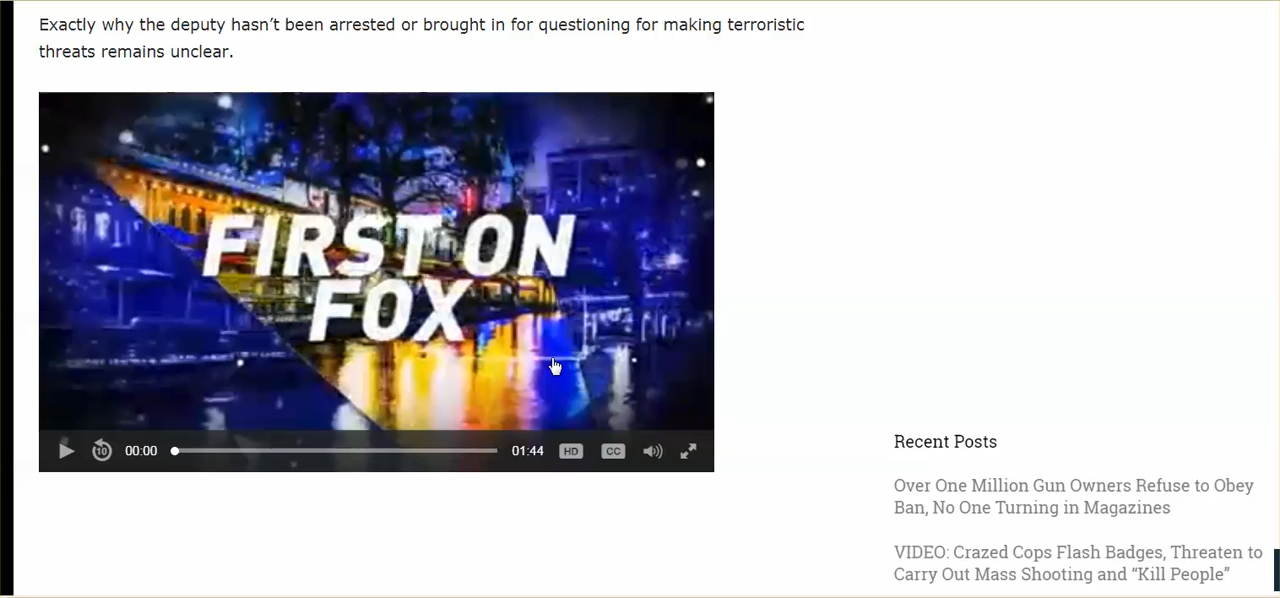 Exactly why the deputy hasn’t been arrested or brought in for questioning for making terroristic
threats remains unclear.
FIRST ON
FOX
10
00:00
01:44
HD
CC
Recent Posts
Over One Million Gun Owners Refuse to Obey
Ban, No One Turning in Magazines
VIDEO: Crazed Cops Flash Badges, Threaten to
Carry Out Mass Shooting and “Kill People”